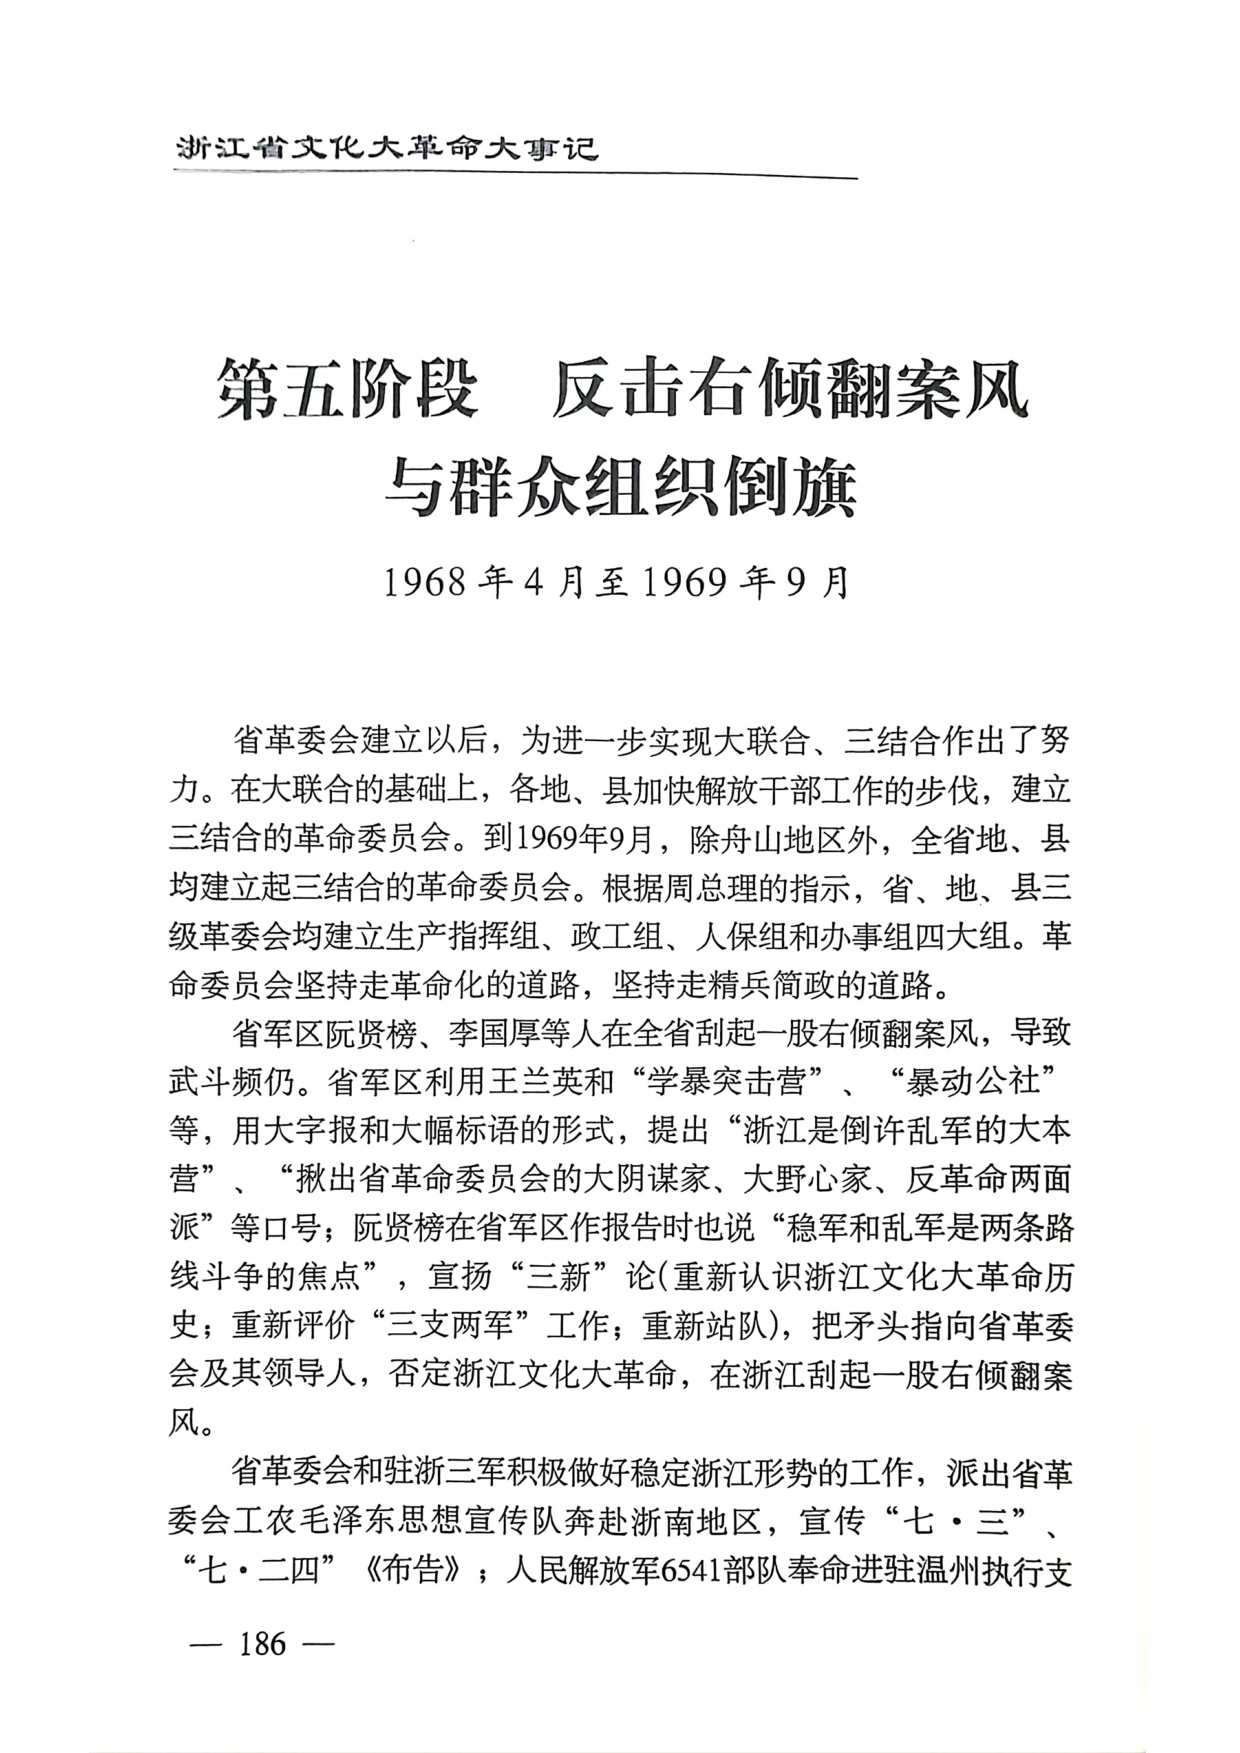 浙江省文化大革命大事记
第五阶段　反击右倾翻案风
与群众组织倒旗
1968年4月至1969年9月
省革委会建立以后，为进一步实现大联合、三结合作出了努
力。在大联合的基础上，各地、县加快解放干部工作的步伐，建立
三结合的革命委员会。到1969年9月，除舟山地区外，全省地、县
均建立起三结合的革命委员会。根据周总理的指示，省、地、县三
级革委会均建立生产指挥组、政工组、人保组和办事组四大组。革
命委员会坚持走革命化的道路，坚持走精兵简政的道路。
省军区阮贤榜、李国厚等人在全省刮起一股右倾翻案风，导致
武斗频仍。省军区利用王兰英和“学暴突击营”、“暴动公社”
等，用大字报和大幅标语的形式，提出“浙江是倒许乱军的大本
营”、“揪出省革命委员会的大阴谋家、大野心家、反革命两面
派”等口号；阮贤榜在省军区作报告时也说“稳军和乱军是两条路
线斗争的焦点”，宣扬“三新”论(重新认识浙江文化大革命历
史；重新评价“三支两军”工作；重新站队)，把矛头指向省革委
会及其领导人，否定浙江文化大革命，在浙江刮起一股右倾翻案
风。
省革委会和驻浙三军积极做好稳定浙江形势的工作，派出省革
委会工农毛泽东思想宣传队奔赴浙南地区，宣传“七·三”、
“七·二四”《布告》；人民解放军6541部队奉命进驻温州执行支
— 186 —